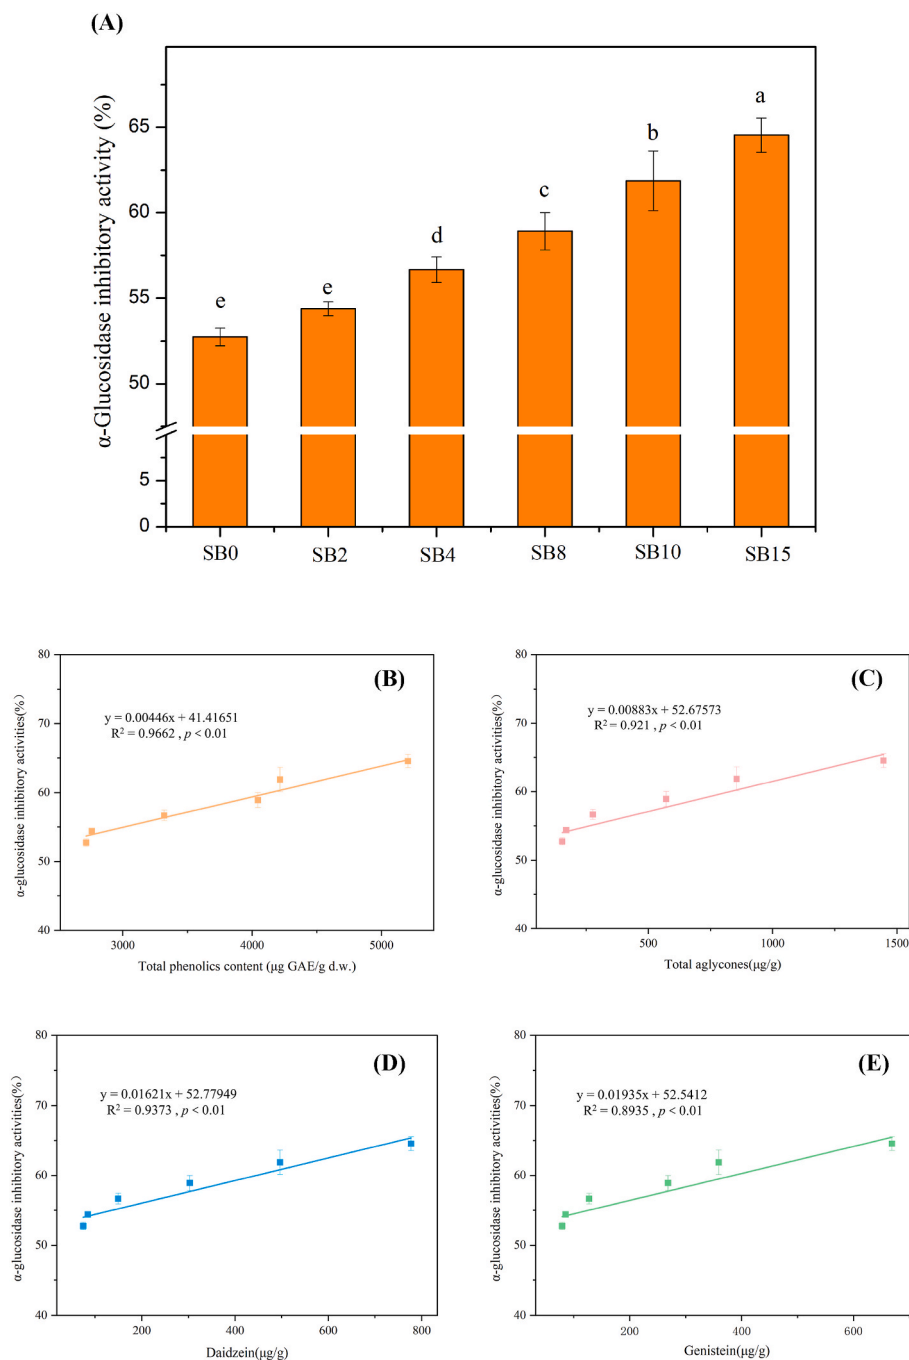 (A)
α-Glucosidase inhibitory activity (%)
65
60
55
50
5
0
a
b
c
d
e
e
SB0 SB2 SB4 SB8 SB10 SB15
(B)
α-glucosidase inhibitory activities(%)
80
70
60
50
40
y = 0.00446x + 41.41651
R² = 0.9662 , p < 0.01
3000 4000 5000
Total phenolics content (μg GAE/g d.w.)
(C)
α-glucosidase inhibitory activities(%)
80
70
60
50
40
y = 0.00883x + 52.67573
R² = 0.921 , p < 0.01
500 1000 1500
Total aglycones(μg/g)
(D)
α-glucosidase inhibitory activities(%)
80
70
60
50
40
y = 0.01621x + 52.77949
R² = 0.9373 , p < 0.01
200 400 600 800
Daidzein(μg/g)
(E)
α-glucosidase inhibitory activities(%)
80
70
60
50
40
y = 0.01935x + 52.5412
R² = 0.8935 , p < 0.01
200 400 600
Genistein(μg/g)